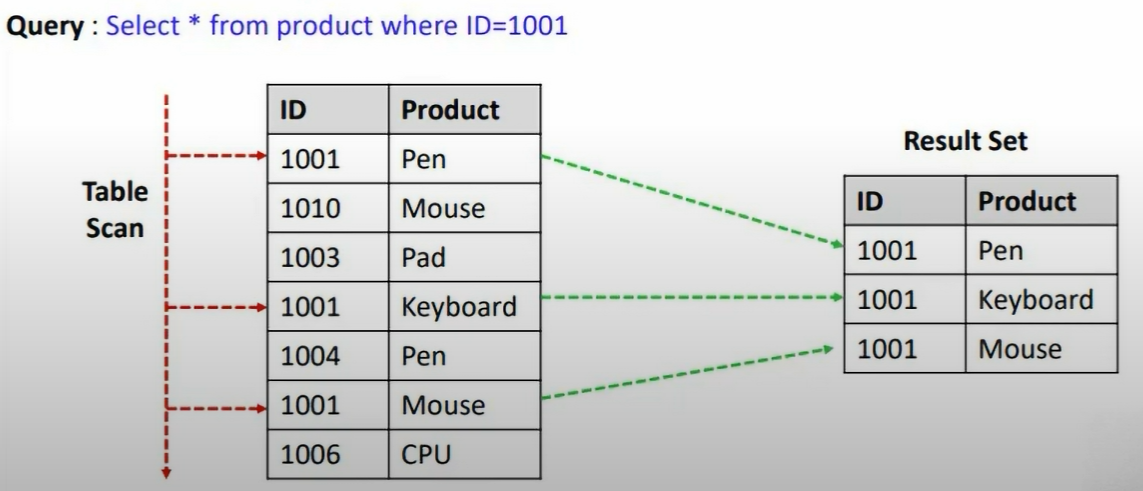 Query : Select * from product where ID=1001
Table
Scan
ID Product
1001 Pen
1010 Mouse
1003 Pad
1001 Keyboard
1004 Pen
1001 Mouse
1006 CPU
Result Set
ID Product
1001 Pen
1001 Keyboard
1001 Mouse